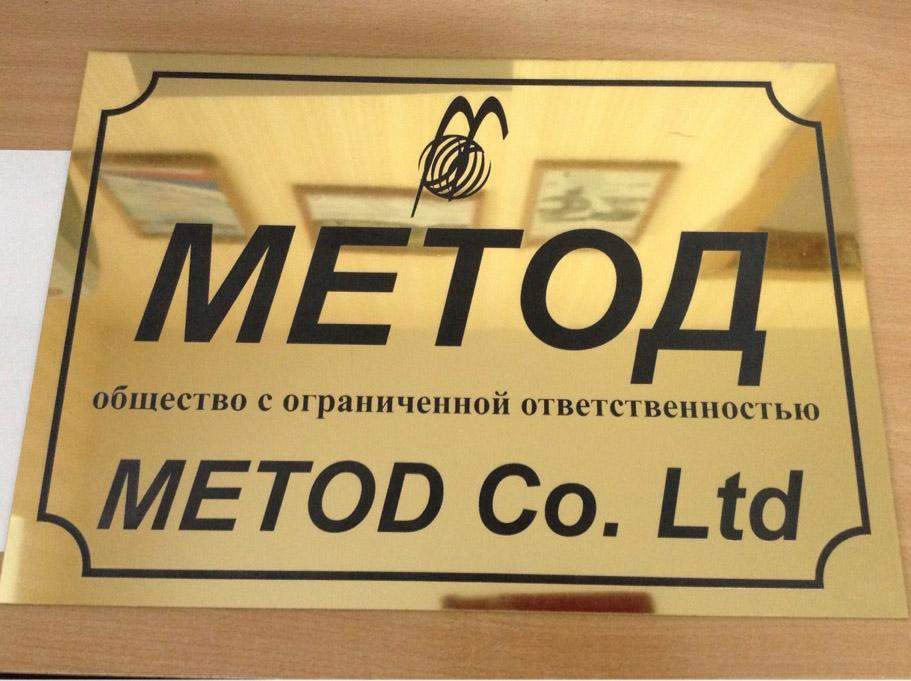 МЕТОД
общество с ограниченной ответственностью
METOD Co. Ltd